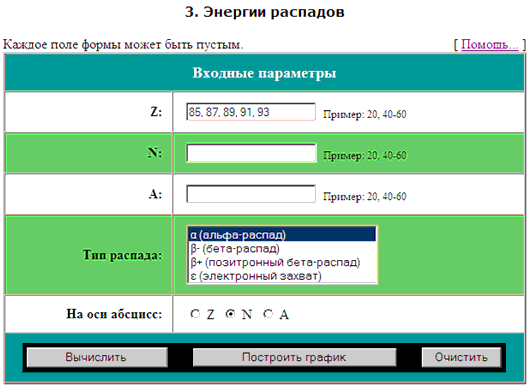 3. Энергии распадов
Каждое поле формы может быть пустым. [ Помощь... ]
Входные параметры
Z: 85, 87, 89, 91, 93 Пример: 20, 40-60
N: Пример: 20, 40-60
A: Пример: 20, 40-60
Тип распада: α (альфа-распад)
β- (бета-распад)
β+ (позитронный бета-распад)
ε (электронный захват)
На оси абсцисс: Z N A
Вычислить Построить график Очистить